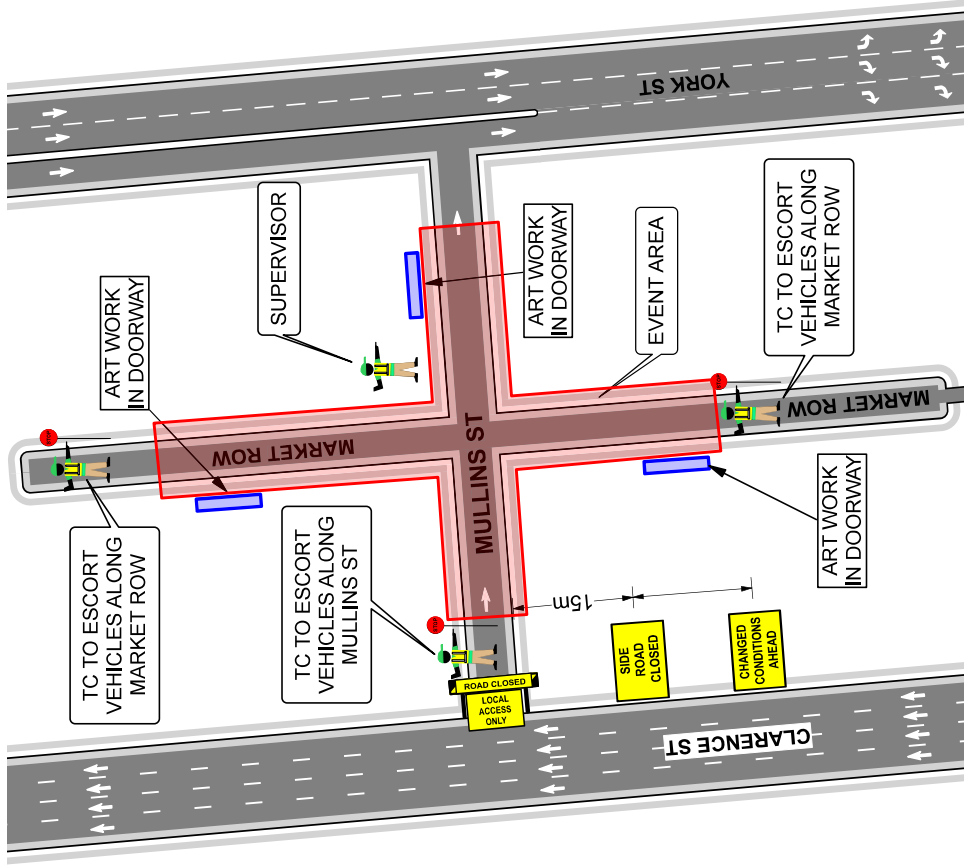 YORK ST
SUPERVISOR
ART WORK
IN DOORWAY
ART WORK
IN DOORWAY
EVENT AREA
TC TO ESCORT
VEHICLES ALONG
MARKET ROW
MARKET ROW
MULLINS ST
MARKET ROW
TC TO ESCORT
VEHICLES ALONG
MARKET ROW
TC TO ESCORT
VEHICLES ALONG
MULLINS ST
ART WORK
IN DOORWAY
15m
ROAD CLOSED
LOCAL
ACCESS
ONLY
SIDE
ROAD
CLOSED
CHANGED
CONDITIONS
AHEAD
CLARENCE ST
STOP
STOP
STOP